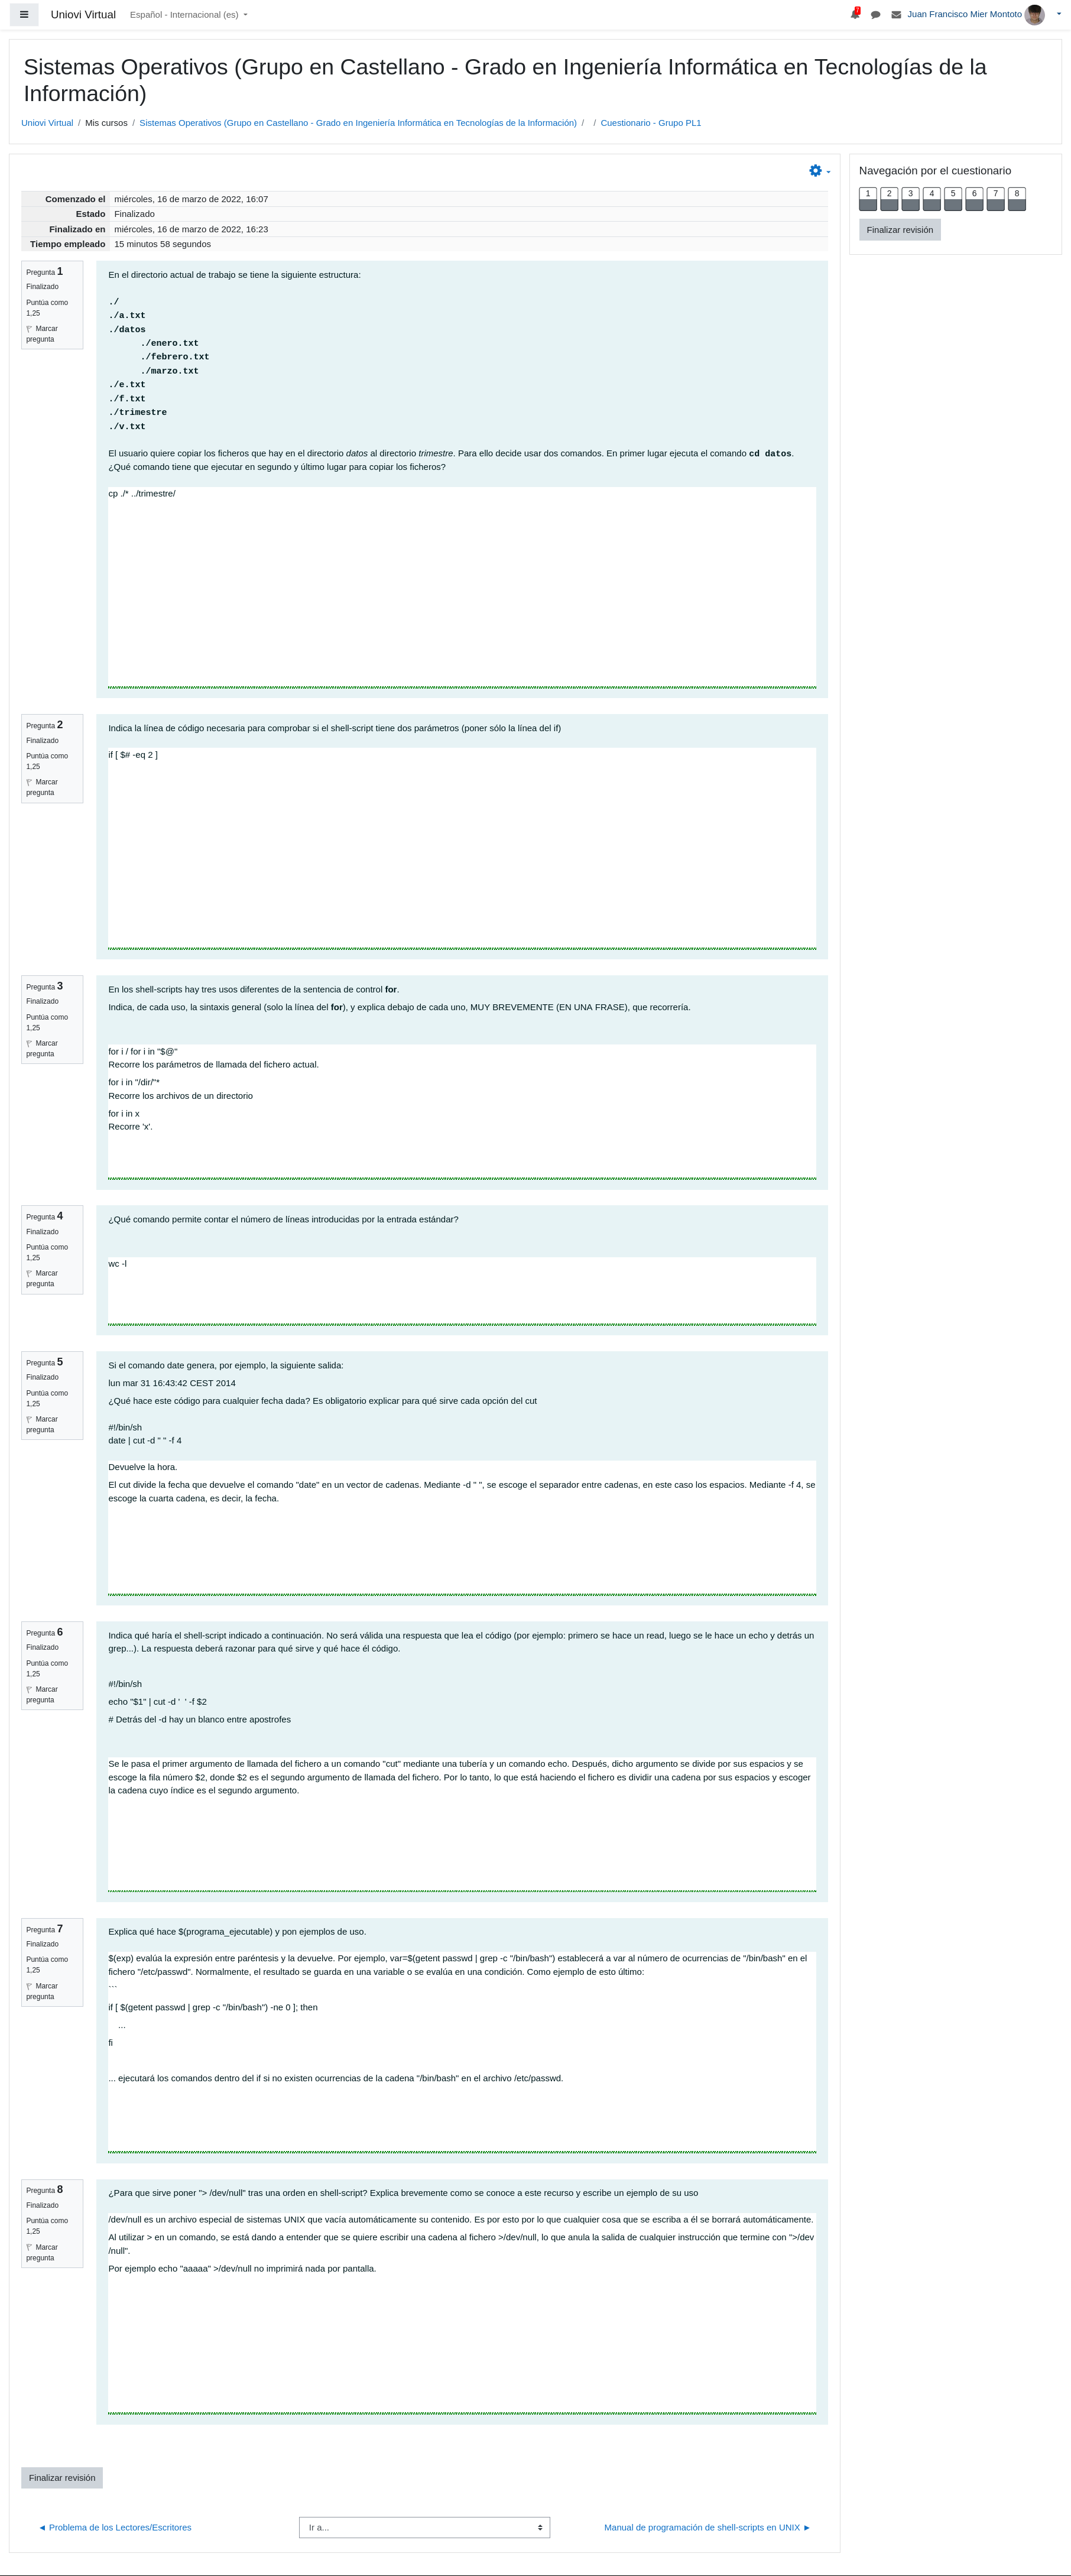 Uniovi Virtual
Español - Internacional (es)
7
Juan Francisco Mier Montoto
Sistemas Operativos (Grupo en Castellano - Grado en Ingeniería Informática en Tecnologías de la
Información)
Uniovi Virtual / Mis cursos / Sistemas Operativos (Grupo en Castellano - Grado en Ingeniería Informática en Tecnologías de la Información) / / Cuestionario - Grupo PL1
Comenzado el miércoles, 16 de marzo de 2022, 16:07
Estado Finalizado
Finalizado en miércoles, 16 de marzo de 2022, 16:23
Tiempo empleado 15 minutos 58 segundos
Navegación por el cuestionario
1 2 3 4 5 6 7 8
Finalizar revisión
Pregunta 1
Finalizado
Puntúa como
1,25
Marcar
pregunta
En el directorio actual de trabajo se tiene la siguiente estructura:
./
./a.txt
./datos
./enero.txt
./febrero.txt
./marzo.txt
./e.txt
./f.txt
./trimestre
./v.txt
El usuario quiere copiar los ficheros que hay en el directorio datos al directorio trimestre. Para ello decide usar dos comandos. En primer lugar ejecuta el comando cd datos.
¿Qué comando tiene que ejecutar en segundo y último lugar para copiar los ficheros?
cp ./* ../trimestre/
Pregunta 2
Finalizado
Puntúa como
1,25
Marcar
pregunta
Indica la línea de código necesaria para comprobar si el shell-script tiene dos parámetros (poner sólo la línea del if)
if [ $# -eq 2 ]
Pregunta 3
Finalizado
Puntúa como
1,25
Marcar
pregunta
En los shell-scripts hay tres usos diferentes de la sentencia de control for.
Indica, de cada uso, la sintaxis general (solo la línea del for), y explica debajo de cada uno, MUY BREVEMENTE (EN UNA FRASE), que recorrería.
for i / for i in "$@"
Recorre los parámetros de llamada del fichero actual.
for i in "/dir/"*
Recorre los archivos de un directorio
for i in x
Recorre 'x'.
Pregunta 4
Finalizado
Puntúa como
1,25
Marcar
pregunta
¿Qué comando permite contar el número de líneas introducidas por la entrada estándar?
wc -l
Pregunta 5
Finalizado
Puntúa como
1,25
Marcar
pregunta
Si el comando date genera, por ejemplo, la siguiente salida:
lun mar 31 16:43:42 CEST 2014
¿Qué hace este código para cualquier fecha dada? Es obligatorio explicar para qué sirve cada opción del cut
#!/bin/sh
date | cut -d " " -f 4
Devuelve la hora.
El cut divide la fecha que devuelve el comando "date" en un vector de cadenas. Mediante -d " ", se escoge el separador entre cadenas, en este caso los espacios. Mediante -f 4, se
escoge la cuarta cadena, es decir, la fecha.
Pregunta 6
Finalizado
Puntúa como
1,25
Marcar
pregunta
Indica qué haría el shell-script indicado a continuación. No será válida una respuesta que lea el código (por ejemplo: primero se hace un read, luego se le hace un echo y detrás un
grep...). La respuesta deberá razonar para qué sirve y qué hace él código.
#!/bin/sh
echo "$1" | cut -d '  ' -f $2
# Detrás del -d hay un blanco entre apostrofes
Se le pasa el primer argumento de llamada del fichero a un comando "cut" mediante una tubería y un comando echo. Después, dicho argumento se divide por sus espacios y se
escoge la fila número $2, donde $2 es el segundo argumento de llamada del fichero. Por lo tanto, lo que está haciendo el fichero es dividir una cadena por sus espacios y escoger
la cadena cuyo índice es el segundo argumento.
Pregunta 7
Finalizado
Puntúa como
1,25
Marcar
pregunta
Explica qué hace $(programa_ejecutable) y pon ejemplos de uso.
$(exp) evalúa la expresión entre paréntesis y la devuelve. Por ejemplo, var=$(getent passwd | grep -c "/bin/bash") establecerá a var al número de ocurrencias de "/bin/bash" en el
fichero "/etc/passwd". Normalmente, el resultado se guarda en una variable o se evalúa en una condición. Como ejemplo de esto último:
...
if [ $(getent passwd | grep -c "/bin/bash") -ne 0 ]; then
...
fi
... ejecutará los comandos dentro del if si no existen ocurrencias de la cadena "/bin/bash" en el archivo /etc/passwd.
Pregunta 8
Finalizado
Puntúa como
1,25
Marcar
pregunta
¿Para que sirve poner "> /dev/null" tras una orden en shell-script? Explica brevemente como se conoce a este recurso y escribe un ejemplo de su uso
/dev/null es un archivo especial de sistemas UNIX que vacía automáticamente su contenido. Es por esto por lo que cualquier cosa que se escriba a él se borrará automáticamente.
Al utilizar > en un comando, se está dando a entender que se quiere escribir una cadena al fichero >/dev/null, lo que anula la salida de cualquier instrucción que termine con ">/dev
/null".
Por ejemplo echo "aaaaa" >/dev/null no imprimirá nada por pantalla.
Finalizar revisión
◄ Problema de los Lectores/Escritores
Ir a...
Manual de programación de shell-scripts en UNIX ►